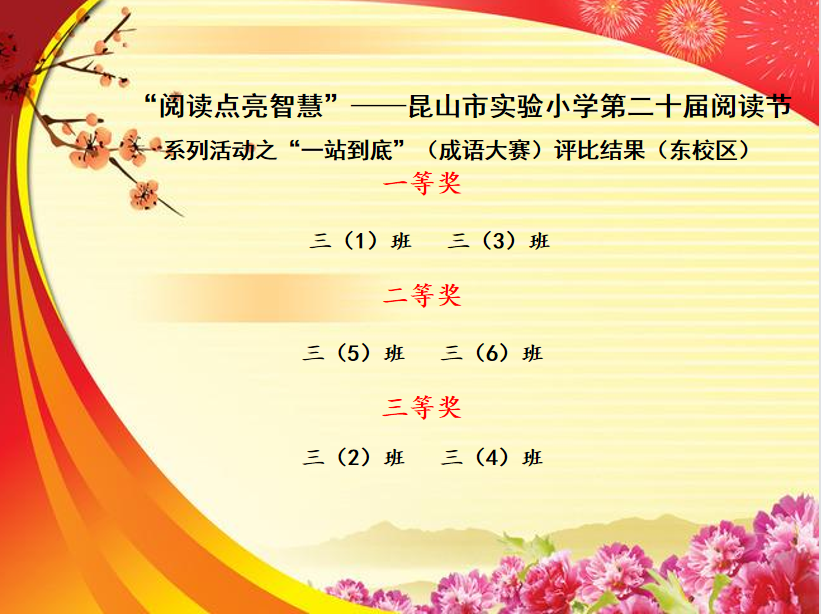 “阅读点亮智慧”——昆山市实验小学第二十届阅读节
系列活动之“一站到底”（成语大赛）评比结果（东校区）
一等奖
三（1）班 三（3）班
二等奖
三（5）班 三（6）班
三等奖
三（2）班 三（4）班